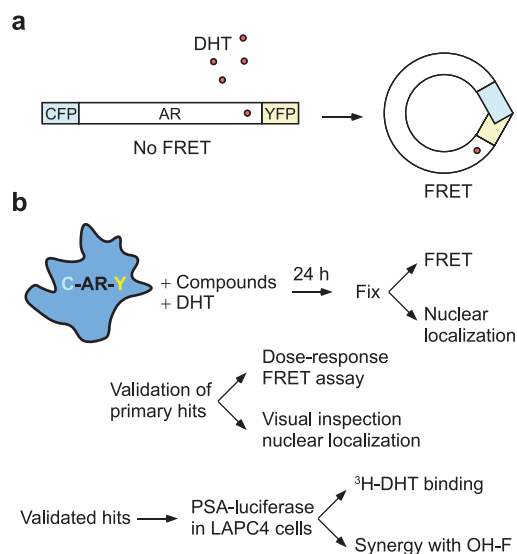 a
DHT
CFP
AR
YFP
No FRET
FRET
b
C-AR-Y
+ Compounds
+ DHT
24 h
Fix
FRET
Nuclear
localization
Validation of
primary hits
Dose-response
FRET assay
Visual inspection
nuclear localization
Validated hits
PSA-luciferase
in LAPC4 cells
³H-DHT binding
Synergy with OH-F